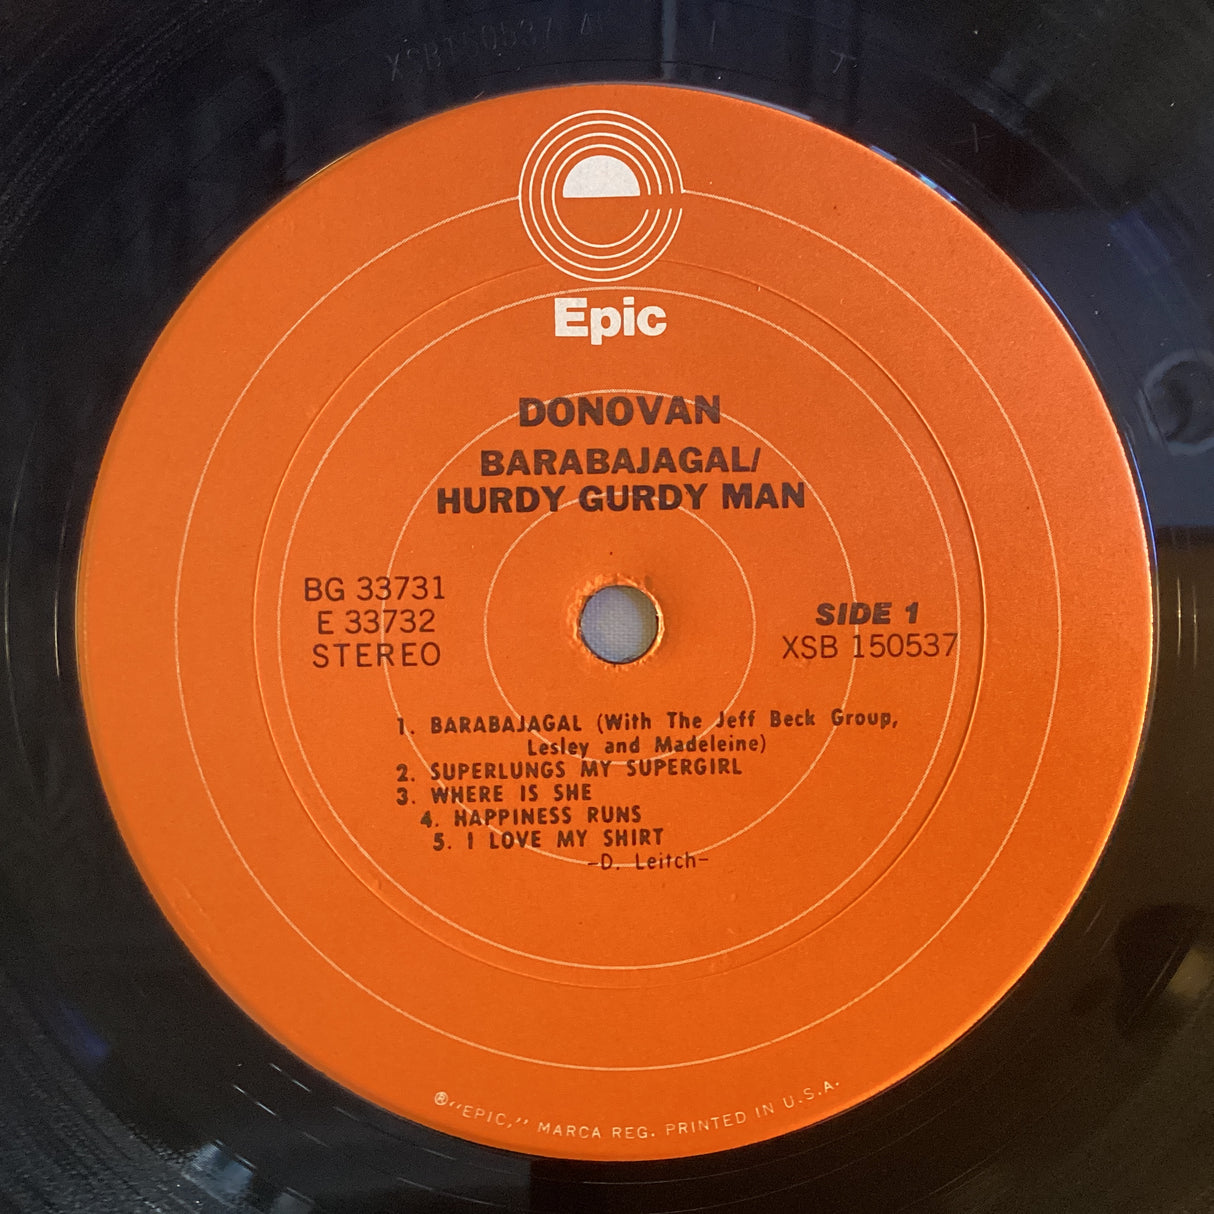 Epic
DONOVAN
BARABAJAGAL/
HURDY GURDY MAN
BG 33731
E 33732
STEREO
SIDE 1
XSB 150537
1. BARABAJAGAL (With The Jeff Beck Group,
Lesley and Madeleine)
2. SUPERLUNGS MY SUPERGIRL
3. WHERE IS SHE
4. HAPPINESS RUNS
5. I LOVE MY SHIRT
-D. Leitch-
®"EPIC," MARCA REG. PRINTED IN U.S.A.